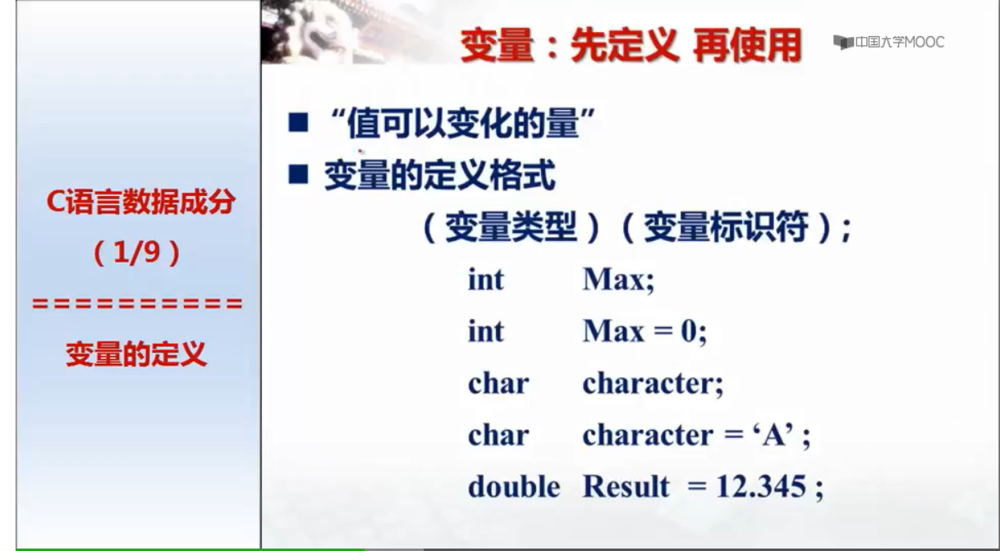 变量：先定义 再使用
中国大学MOOC
C语言数据成分
（1/9）
==========
变量的定义
“值可以变化的量”
变量的定义格式
（变量类型）（变量标识符）；
int Max;
int Max = 0;
char character;
char character = ‘A’ ;
double Result = 12.345 ;